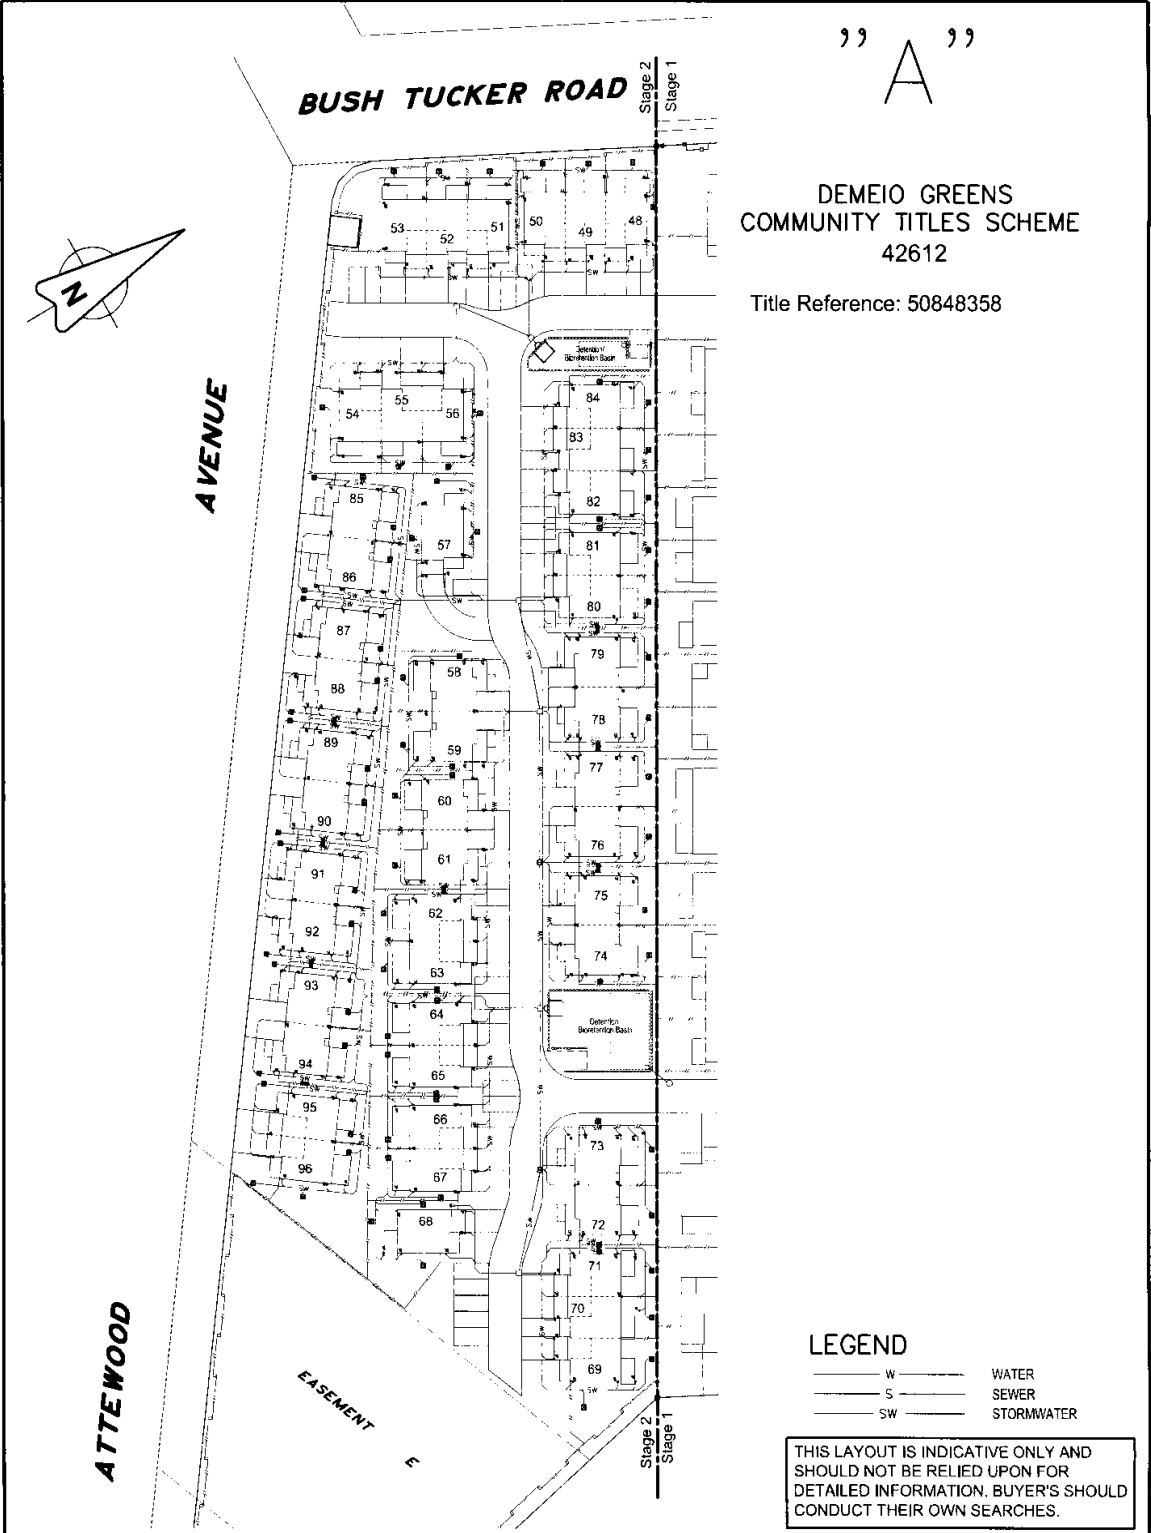 BUSH TUCKER ROAD
Stage 2
Stage 1
" A "
DEMEIO GREENS
COMMUNITY TITLES SCHEME
42612
Title Reference: 50848358
N
AVENUE
ATTEWOOD
53
52
51
50
49
48
Detention/
Bioretention Basin
54
55
56
57
84
83
82
81
80
79
78
77
76
75
74
85
86
87
88
89
90
91
92
93
94
95
96
58
59
60
61
62
63
64
65
66
67
68
Detention
Bioretention Basin
73
72
71
70
69
SW
EASEMENT
E
Stage 2
Stage 1
LEGEND
W WATER
S SEWER
SW STORMWATER
THIS LAYOUT IS INDICATIVE ONLY AND
SHOULD NOT BE RELIED UPON FOR
DETAILED INFORMATION. BUYER'S SHOULD
CONDUCT THEIR OWN SEARCHES.